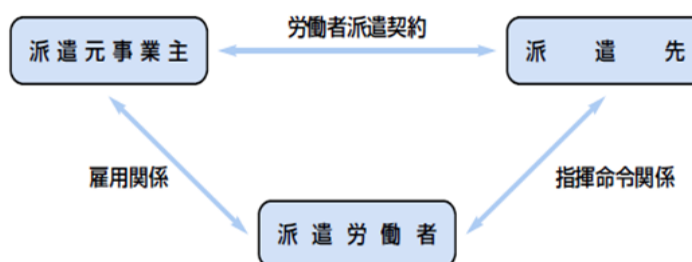 労働者派遣契約
派遣元事業主
派遣先
雇用関係
指揮命令関係
派遣労働者